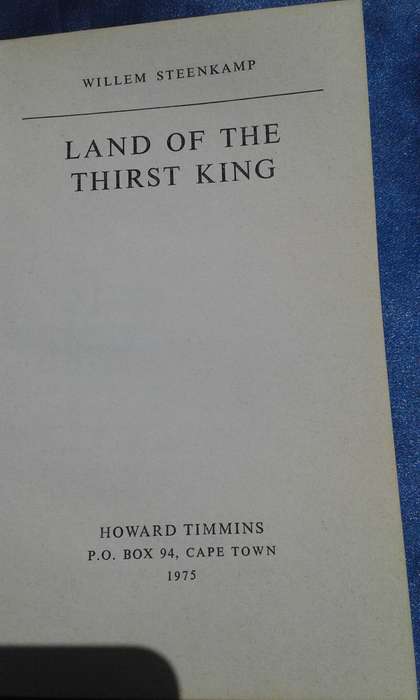 WILLEM STEENKAMP
LAND OF THE
THIRST KING
HOWARD TIMMINS
P.O. BOX 94, CAPE TOWN
1975